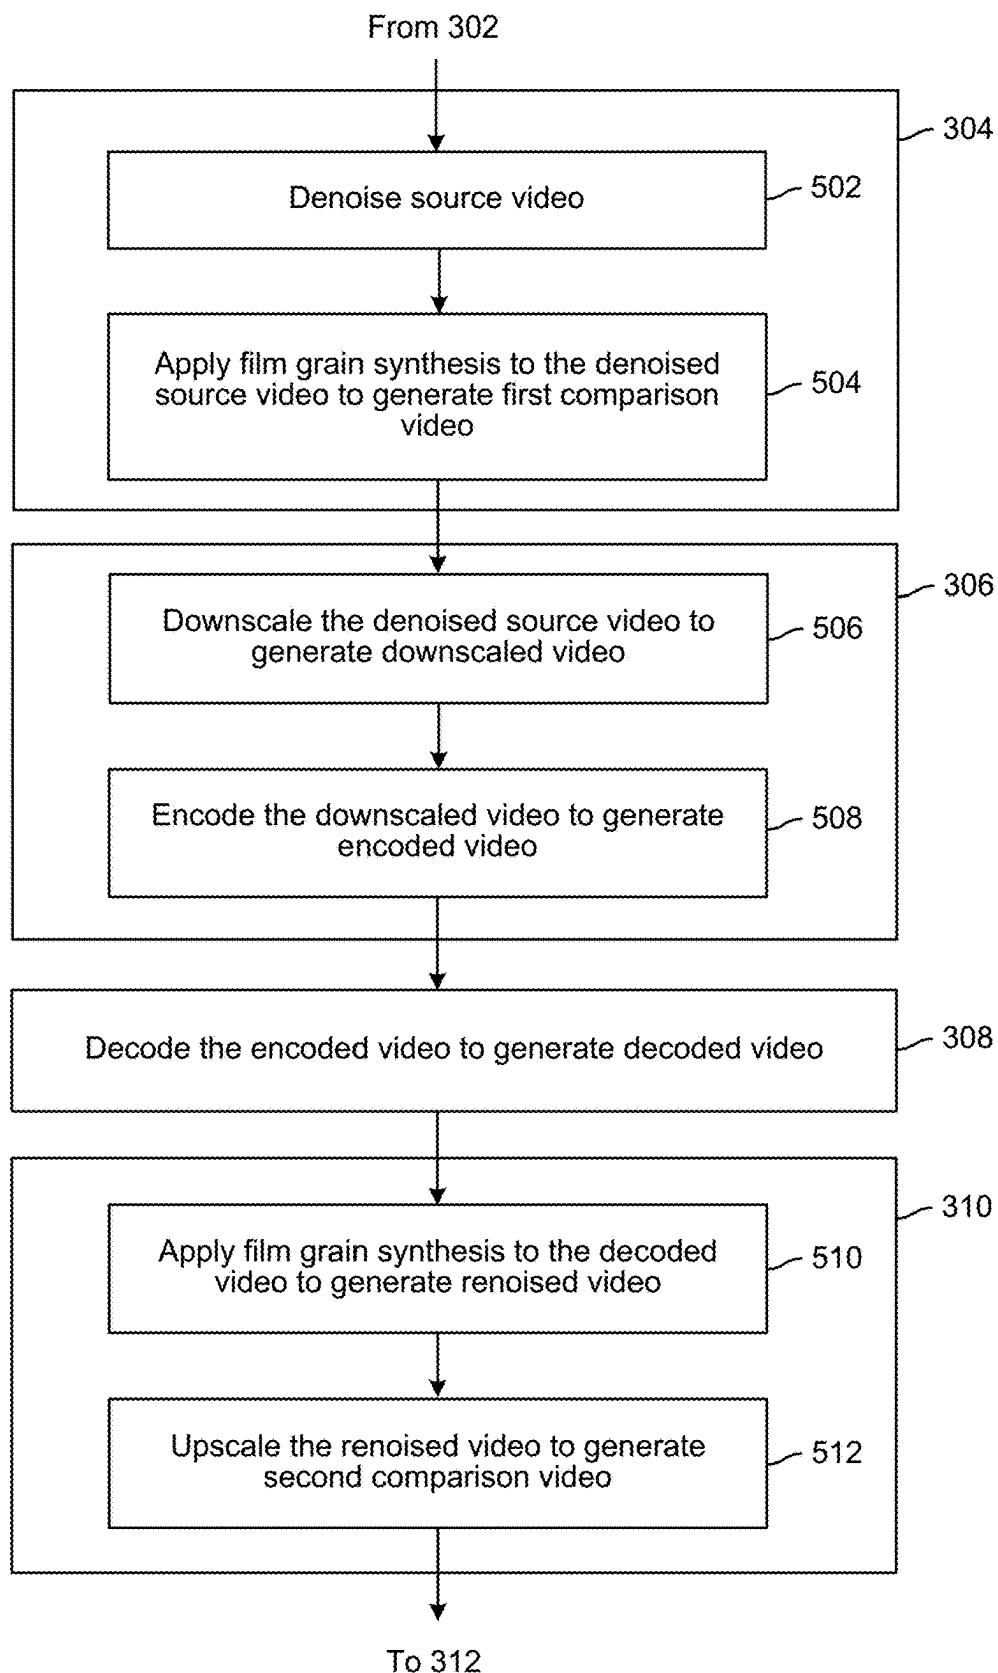 From 302
304
Denoise source video
502
Apply film grain synthesis to the denoised
source video to generate first comparison
video
504
306
Downscale the denoised source video to
generate downscaled video
506
Encode the downscaled video to generate
encoded video
508
Decode the encoded video to generate decoded video
308
310
Apply film grain synthesis to the decoded
video to generate renoised video
510
Upscale the renoised video to generate
second comparison video
512
To 312